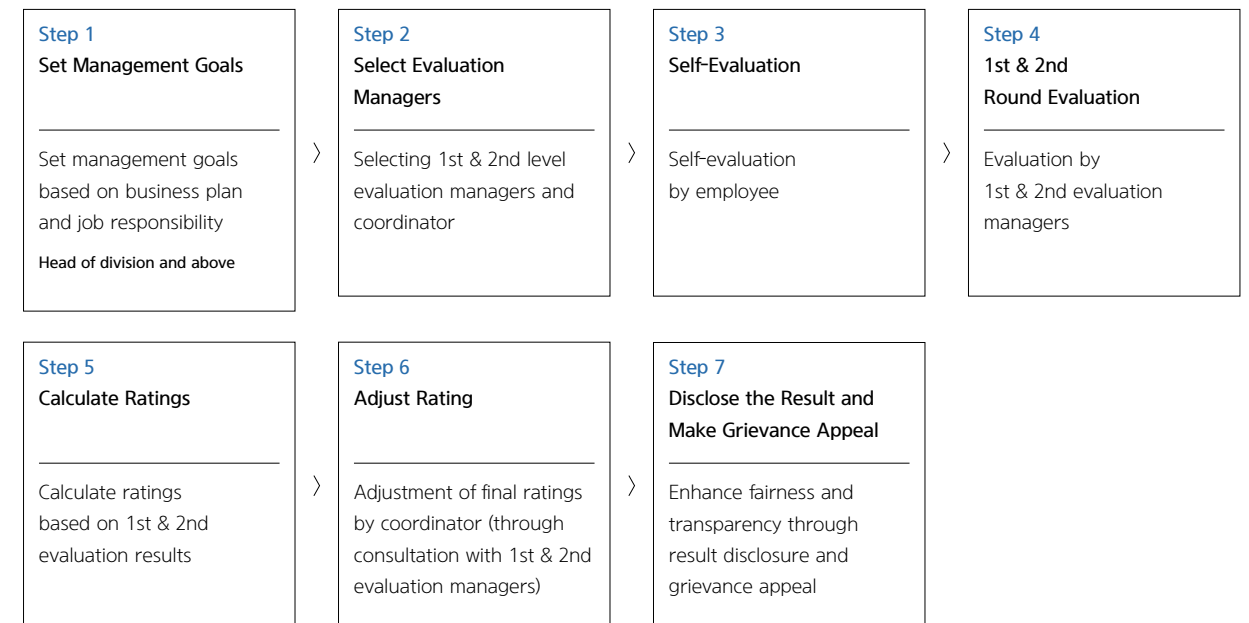 Step 1
Set Management Goals
Set management goals
based on business plan
and job responsibility
Head of division and above
〉
Step 2
Select Evaluation
Managers
Selecting 1st & 2nd level
evaluation managers and
coordinator
〉
Step 3
Self-Evaluation
Self-evaluation
by employee
〉
Step 4
1st & 2nd
Round Evaluation
Evaluation by
1st & 2nd evaluation
managers
Step 5
Calculate Ratings
Calculate ratings
based on 1st & 2nd
evaluation results
〉
Step 6
Adjust Rating
Adjustment of final ratings
by coordinator (through
consultation with 1st & 2nd
evaluation managers)
〉
Step 7
Disclose the Result and
Make Grievance Appeal
Enhance fairness and
transparency through
result disclosure and
grievance appeal